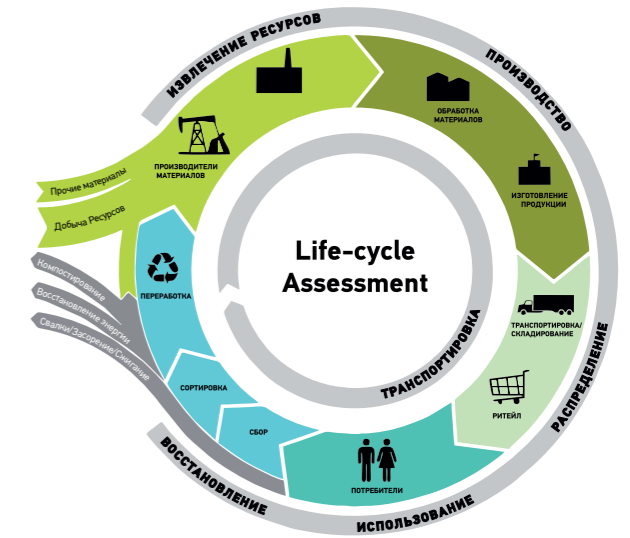 ИЗВЛЕЧЕНИЕ РЕСУРСОВ
ПРОИЗВОДСТВО
ОБРАБОТКА
МАТЕРИАЛОВ
ПРОИЗВОДИТЕЛИ
МАТЕРИАЛОВ
Прочие материалы
Добыча Ресурсов
ИЗГОТОВЛЕНИЕ
ПРОДУКЦИИ
Life-cycle
Assessment
Компостирование
Восстановление энергии
Свалки/Засорение/Сжигание
ПЕРЕРАБОТКА
ТРАНСПОРТИРОВКА/
СКЛАДИРОВАНИЕ
ТРАНСПОРТИРОВКА
РАСПРЕДЕЛЕНИЕ
СОРТИРОВКА
РИТЕЙЛ
СБОР
ПОТРЕБИТЕЛИ
ВОССТАНОВЛЕНИЕ
ИСПОЛЬЗОВАНИЕ